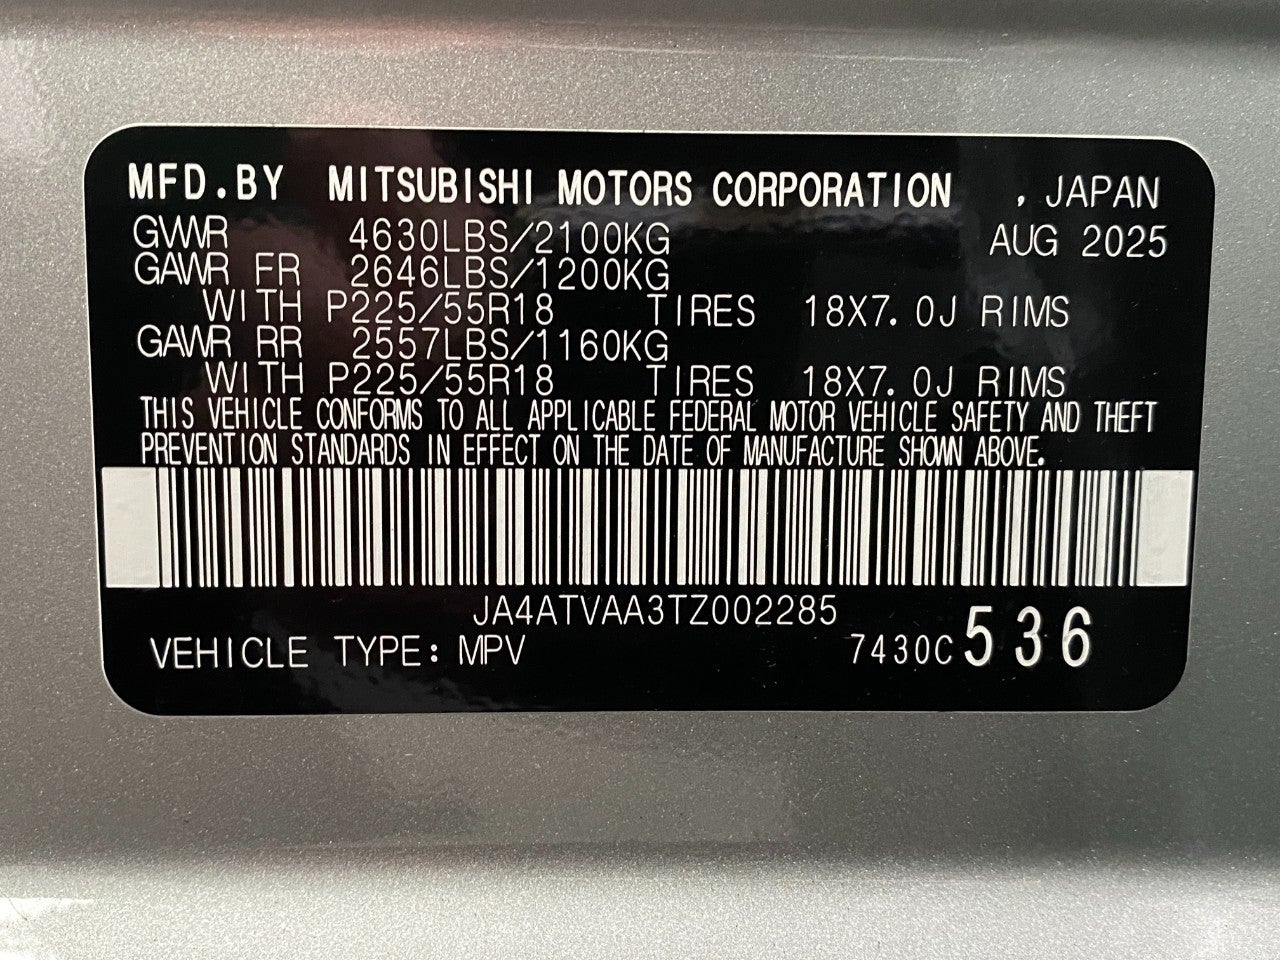 MFD.BY MITSUBISHI MOTORS CORPORATION , JAPAN
GVWR 4630LBS/2100KG AUG 2025
GAWR FR 2646LBS/1200KG
WITH P225/55R18 TIRES 18X7.0J RIMS
GAWR RR 2557LBS/1160KG
WITH P225/55R18 TIRES 18X7.0J RIMS
THIS VEHICLE CONFORMS TO ALL APPLICABLE FEDERAL MOTOR VEHICLE SAFETY AND THEFT
PREVENTION STANDARDS IN EFFECT ON THE DATE OF MANUFACTURE SHOWN ABOVE.
JA4ATVAA3TZ002285
VEHICLE TYPE: MPV 7430C 536